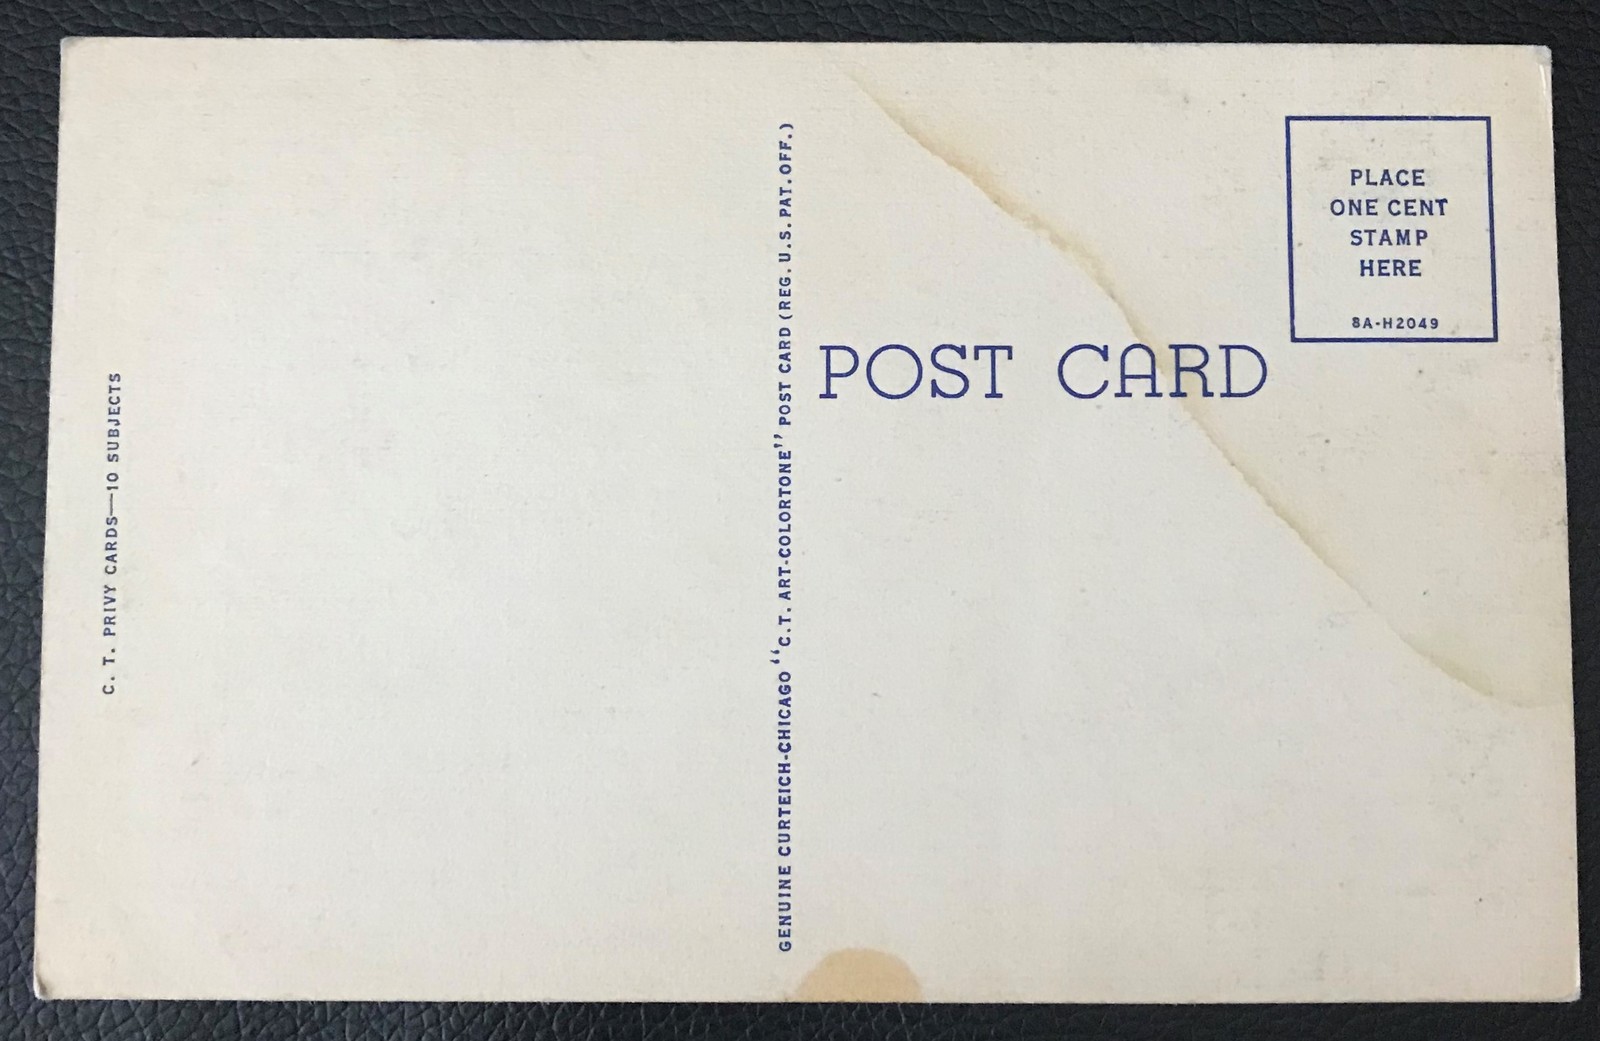 C. T. PRIVY CARDS—10 SUBJECTS
GENUINE CURTEICH-CHICAGO "C.T. ART-COLORTONE" POST CARD (REG. U.S. PAT. OFF.)
POST CARD
PLACE
ONE CENT
STAMP
HERE
8A-H2049